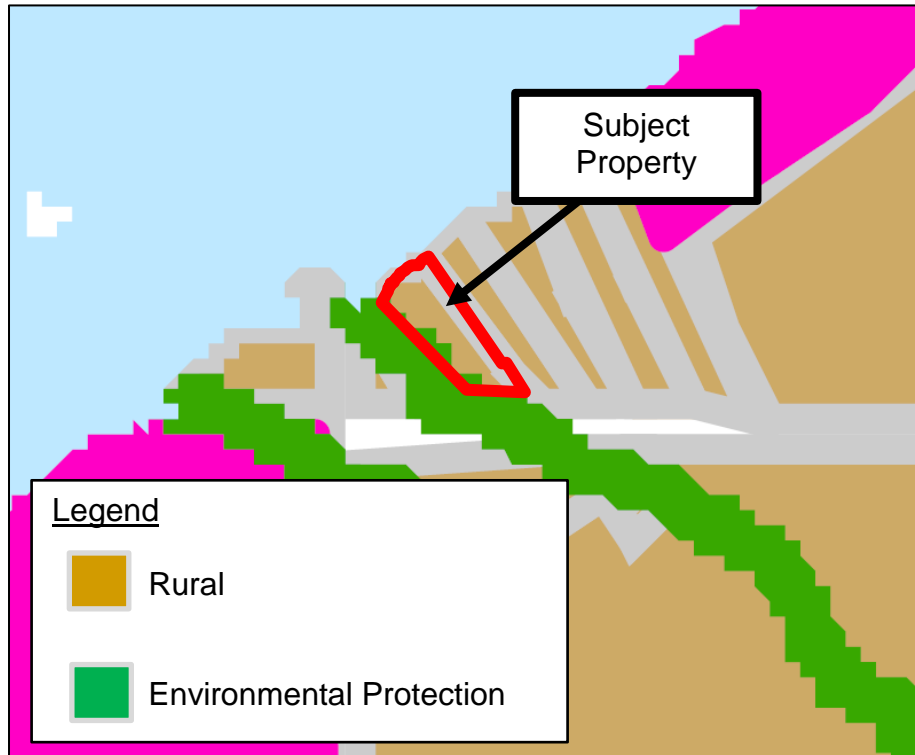 Subject
Property
Legend
Rural
Environmental Protection